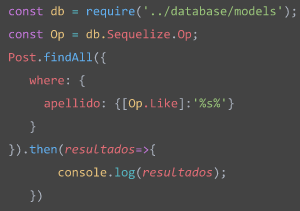 const db = require('../database/models');
const Op = db.Sequelize.Op;
Post.findAll({
where: {
apellido: {[Op.Like]:'%s%'}
}
}).then(resultados=>{
console.log(resultados);
})